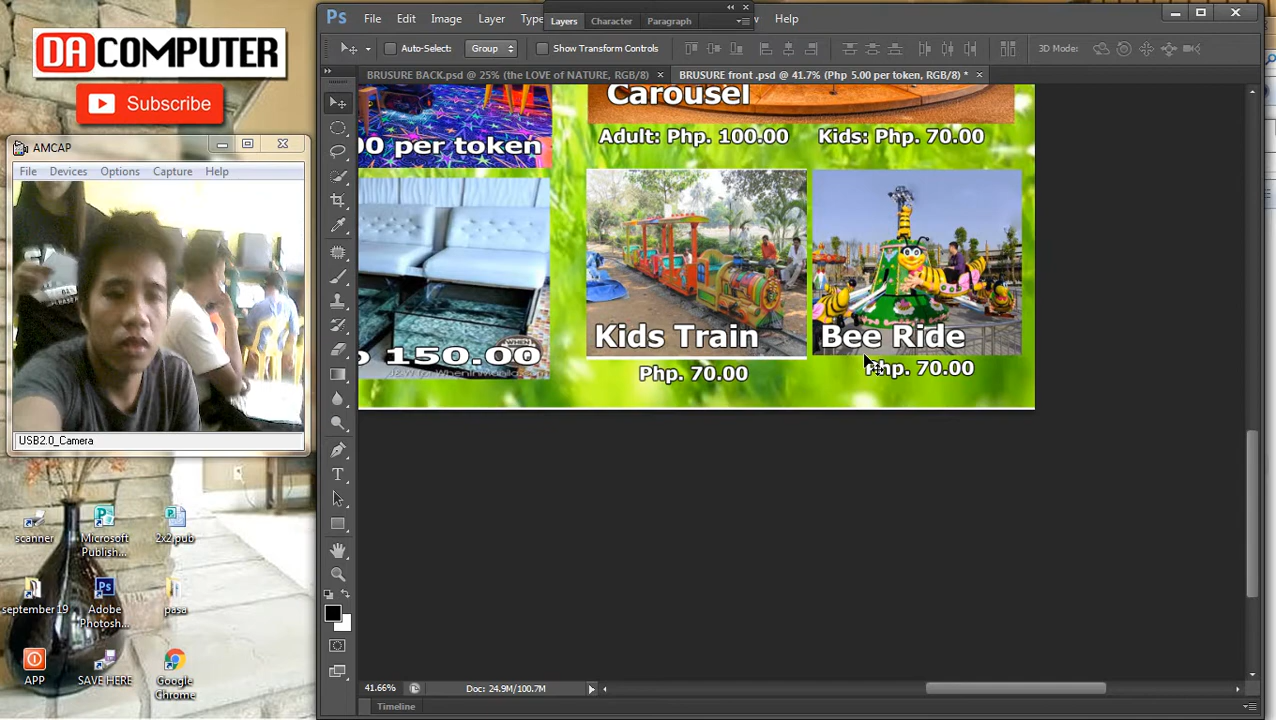 DA COMPUTER
Subscribe
AMCAP
File Devices Options Capture Help
USB2.0_Camera
scanner
Microsoft Publish...
2x2.pub
september 19
Adobe Photosh...
pasa
APP
SAVE HERE
Google Chrome
Ps File Edit Image Layer Type Help
Layers Character Paragraph
Auto-Select: Group Show Transform Controls 3D Mode:
BRUSURE BACK.psd @ 25% (the LOVE of NATURE, RGB/8) × BRUSURE front .psd @ 41.7% (Php 5.00 per token, RGB/8) * ×
Carousel
Adult: Php. 100.00 Kids: Php. 70.00
00 per token
Kids Train
Php. 70.00
Bee Ride
Php. 70.00
150.00
41.66% Doc: 24.9M/100.7M
Timeline